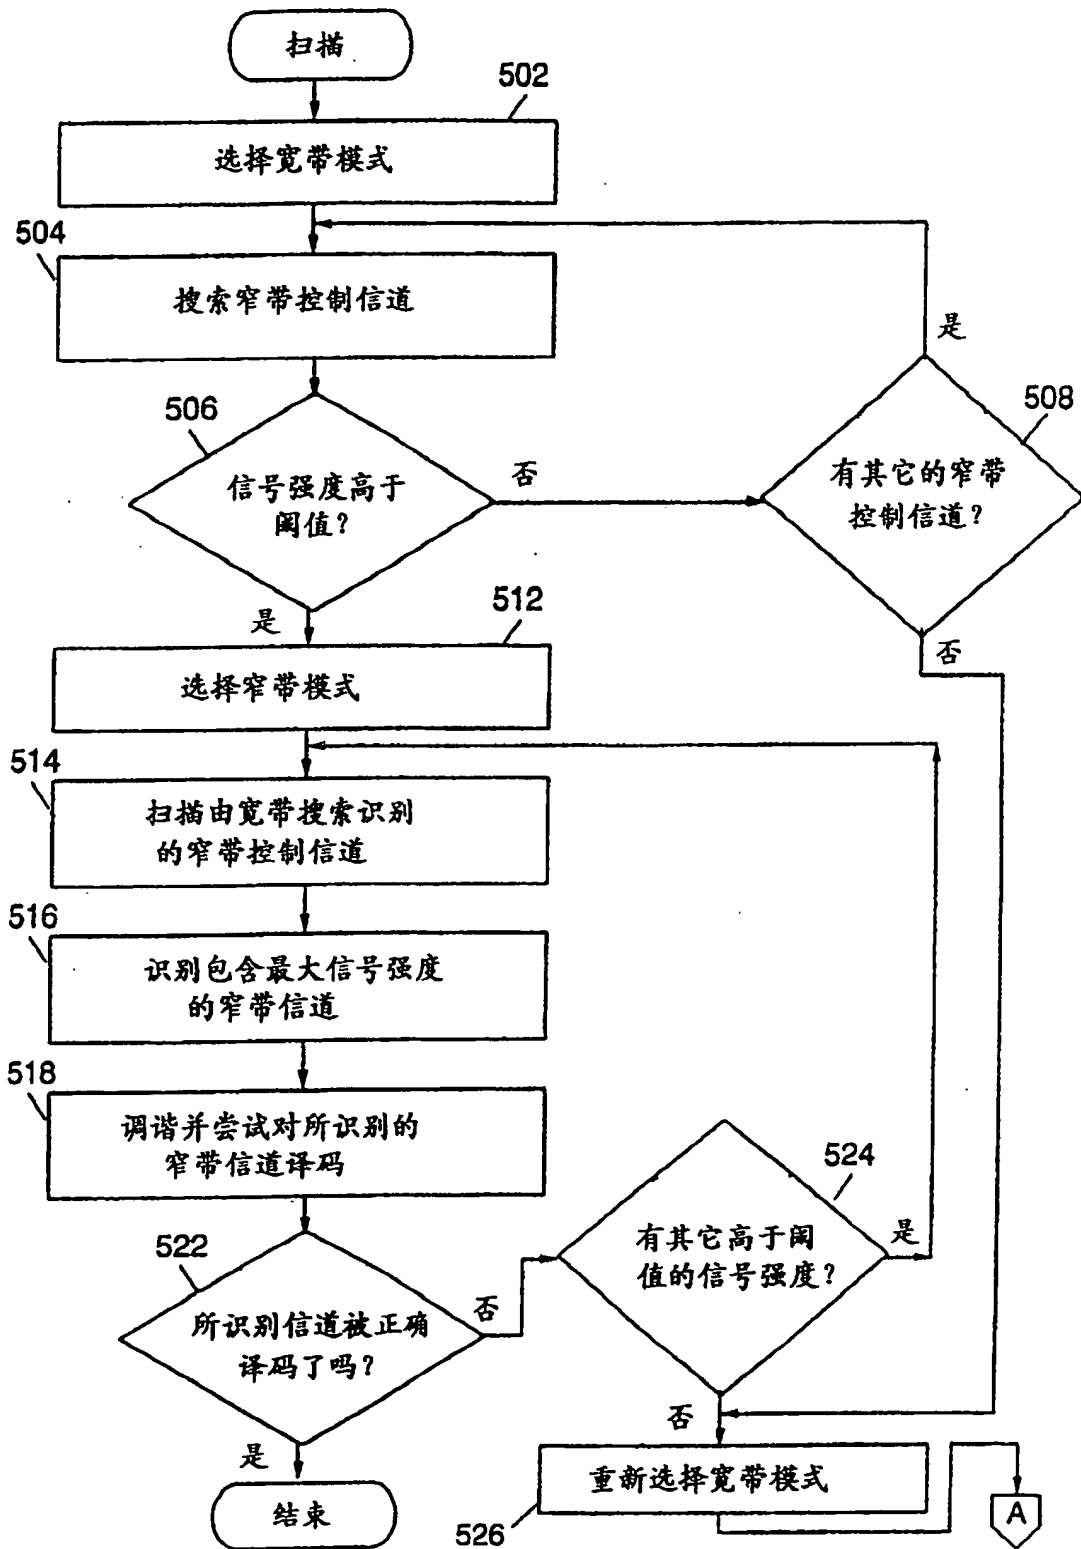 扫描
502
选择宽带模式
504
搜索窄带控制信道
是
506
508
信号强度高于
阈值?
否
有其它的窄带
控制信道?
是
512
否
选择窄带模式
514
扫描由宽带搜索识别
的窄带控制信道
516
识别包含最大信号强度
的窄带信道
518
调谐并尝试对所识别的
窄带信道译码
524
522
有其它高于阈
值的信号强度?
是
否
所识别信道被正确
译码了吗?
否
是
重新选择宽带模式
结束
526
A